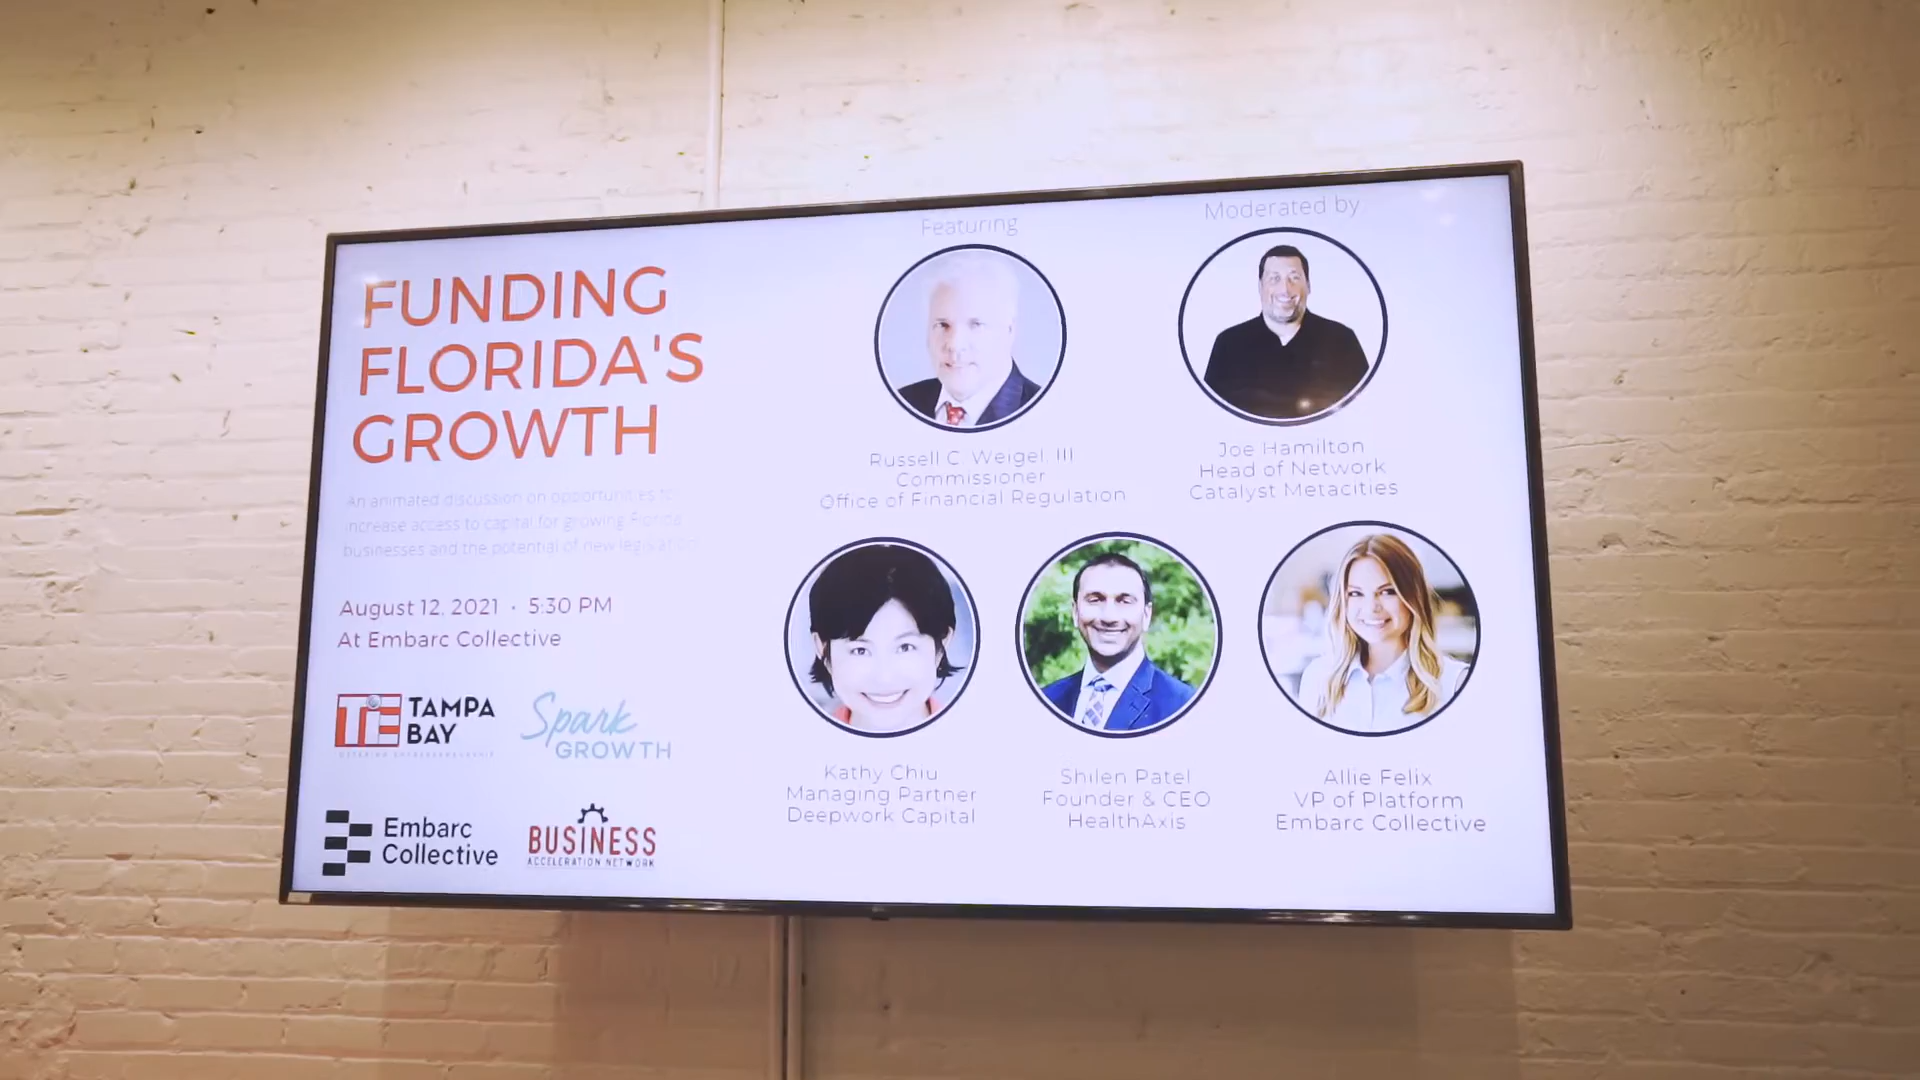 FUNDING
FLORIDA'S
GROWTH
An animated discussion on opportunities to
increase access to capital for growing Florida
businesses and the potential of new legislation
August 12, 2021 • 5:30 PM
At Embarc Collective
TiE TAMPA
BAY
Spark
GROWTH
Embarc
Collective
BUSINESS
ACCELERATION NETWORK
Featuring
Russell C. Weigel, III
Commissioner
Office of Financial Regulation
Moderated by
Joe Hamilton
Head of Network
Catalyst Metacities
Kathy Chiu
Managing Partner
Deepwork Capital
Shilen Patel
Founder & CEO
HealthAxis
Allie Felix
VP of Platform
Embarc Collective